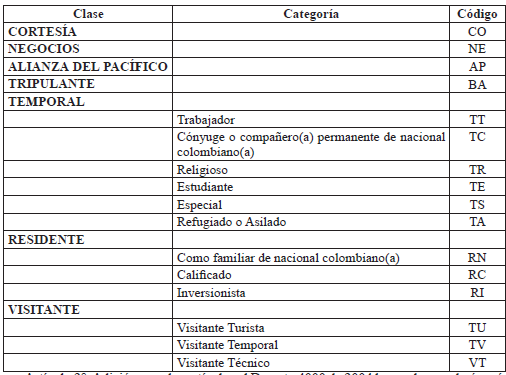 Clase Categoría Código
CORTESÍA CO
NEGOCIOS NE
ALIANZA DEL PACÍFICO AP
TRIPULANTE BA
TEMPORAL
Trabajador TT
Cónyuge o compañero(a) permanente de nacional TC
colombiano(a)
Religioso TR
Estudiante TE
Especial TS
Refugiado o Asilado TA
RESIDENTE
Como familiar de nacional colombiano(a) RN
Calificado RC
Inversionista RI
VISITANTE
Visitante Turista TU
Visitante Temporal TV
Visitante Técnico VT